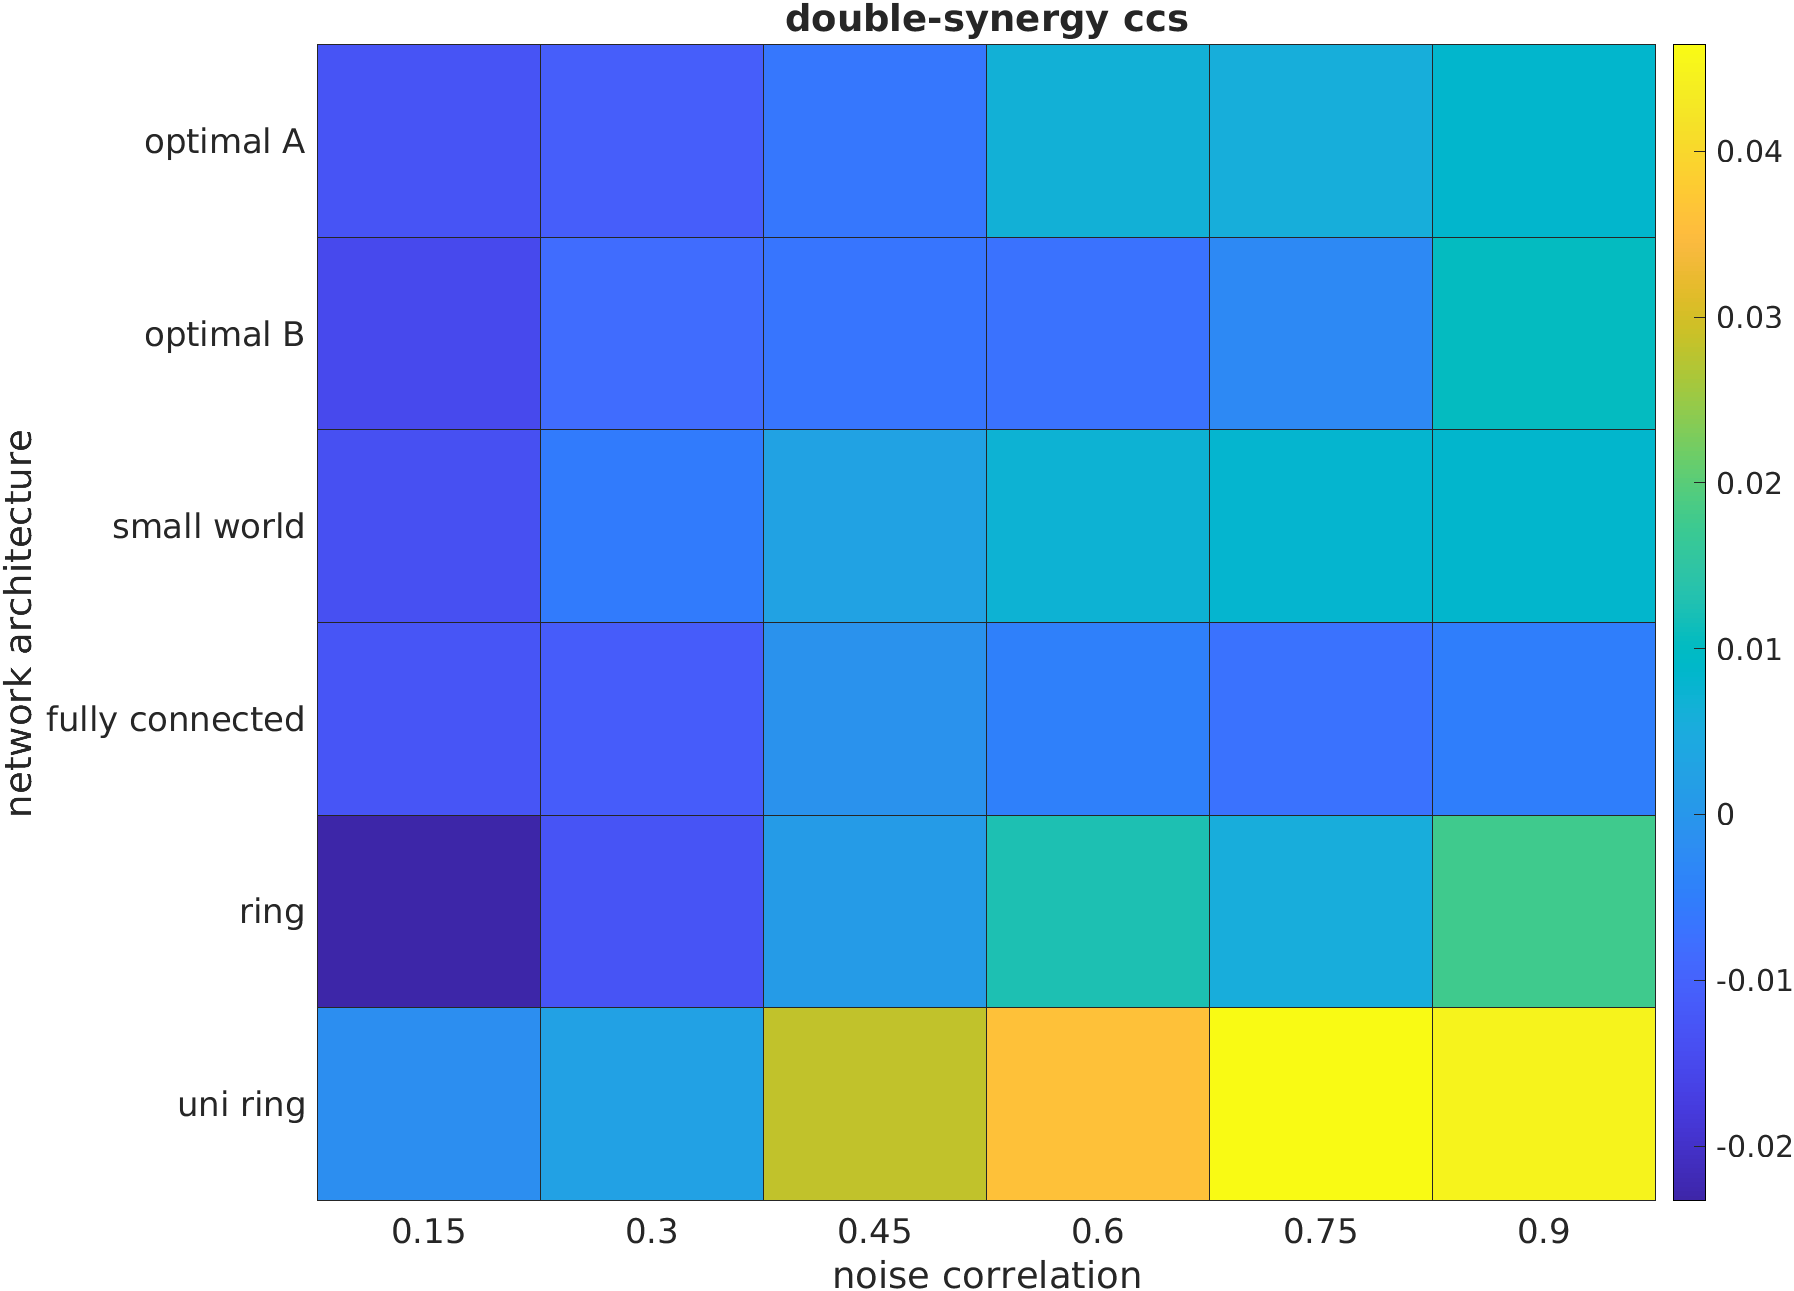 double-synergy ccs
network architecture
optimal A
optimal B
small world
fully connected
ring
uni ring
0.15 0.3 0.45 0.6 0.75 0.9
noise correlation
0.04
0.03
0.02
0.01
0
-0.01
-0.02